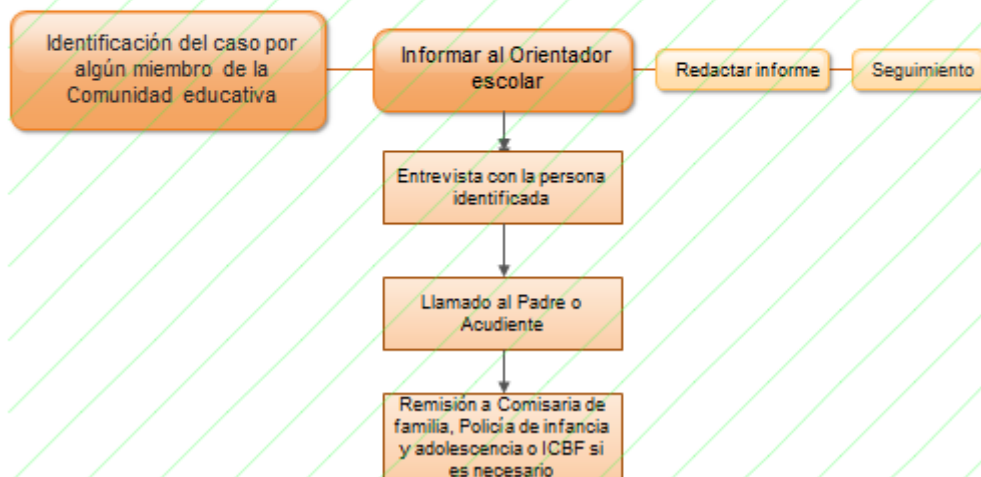 Identificación del caso por
algún miembro de la
Comunidad educativa
Informar al Orientador
escolar
Redactar informe
Seguimiento
Entrevista con la persona
identificada
Llamado al Padre o
Acudiente
Remisión a Comisaria de
familia, Policía de infancia
y adolescencia o ICBF si
es necesario